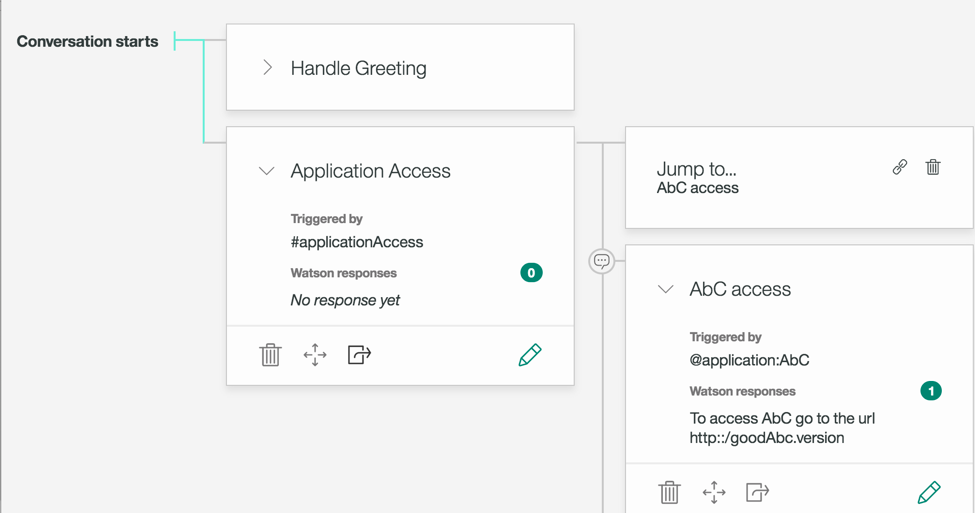 Conversation starts
Handle Greeting
Application Access
Triggered by
#applicationAccess
Watson responses
0
No response yet
Jump to...
AbC access
AbC access
Triggered by
@application:AbC
Watson responses
1
To access AbC go to the url
http::/goodAbc.version